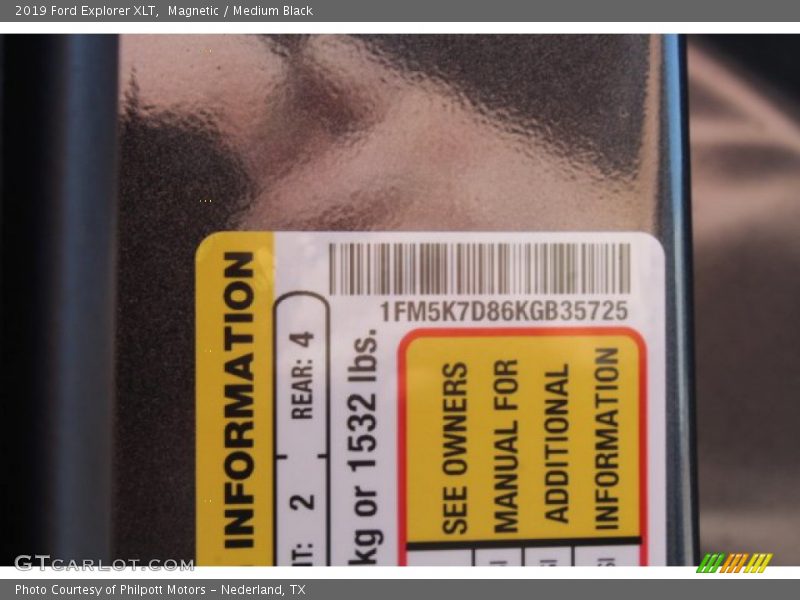 2019 Ford Explorer XLT,  Magnetic / Medium Black
1FM5K7D86KGB35725
INFORMATION
IT: 2 REAR: 4
kg or 1532 lbs.
SEE OWNERS
MANUAL FOR
ADDITIONAL
INFORMATION
GTCARLOT.COM
Photo Courtesy of Philpott Motors - Nederland, TX